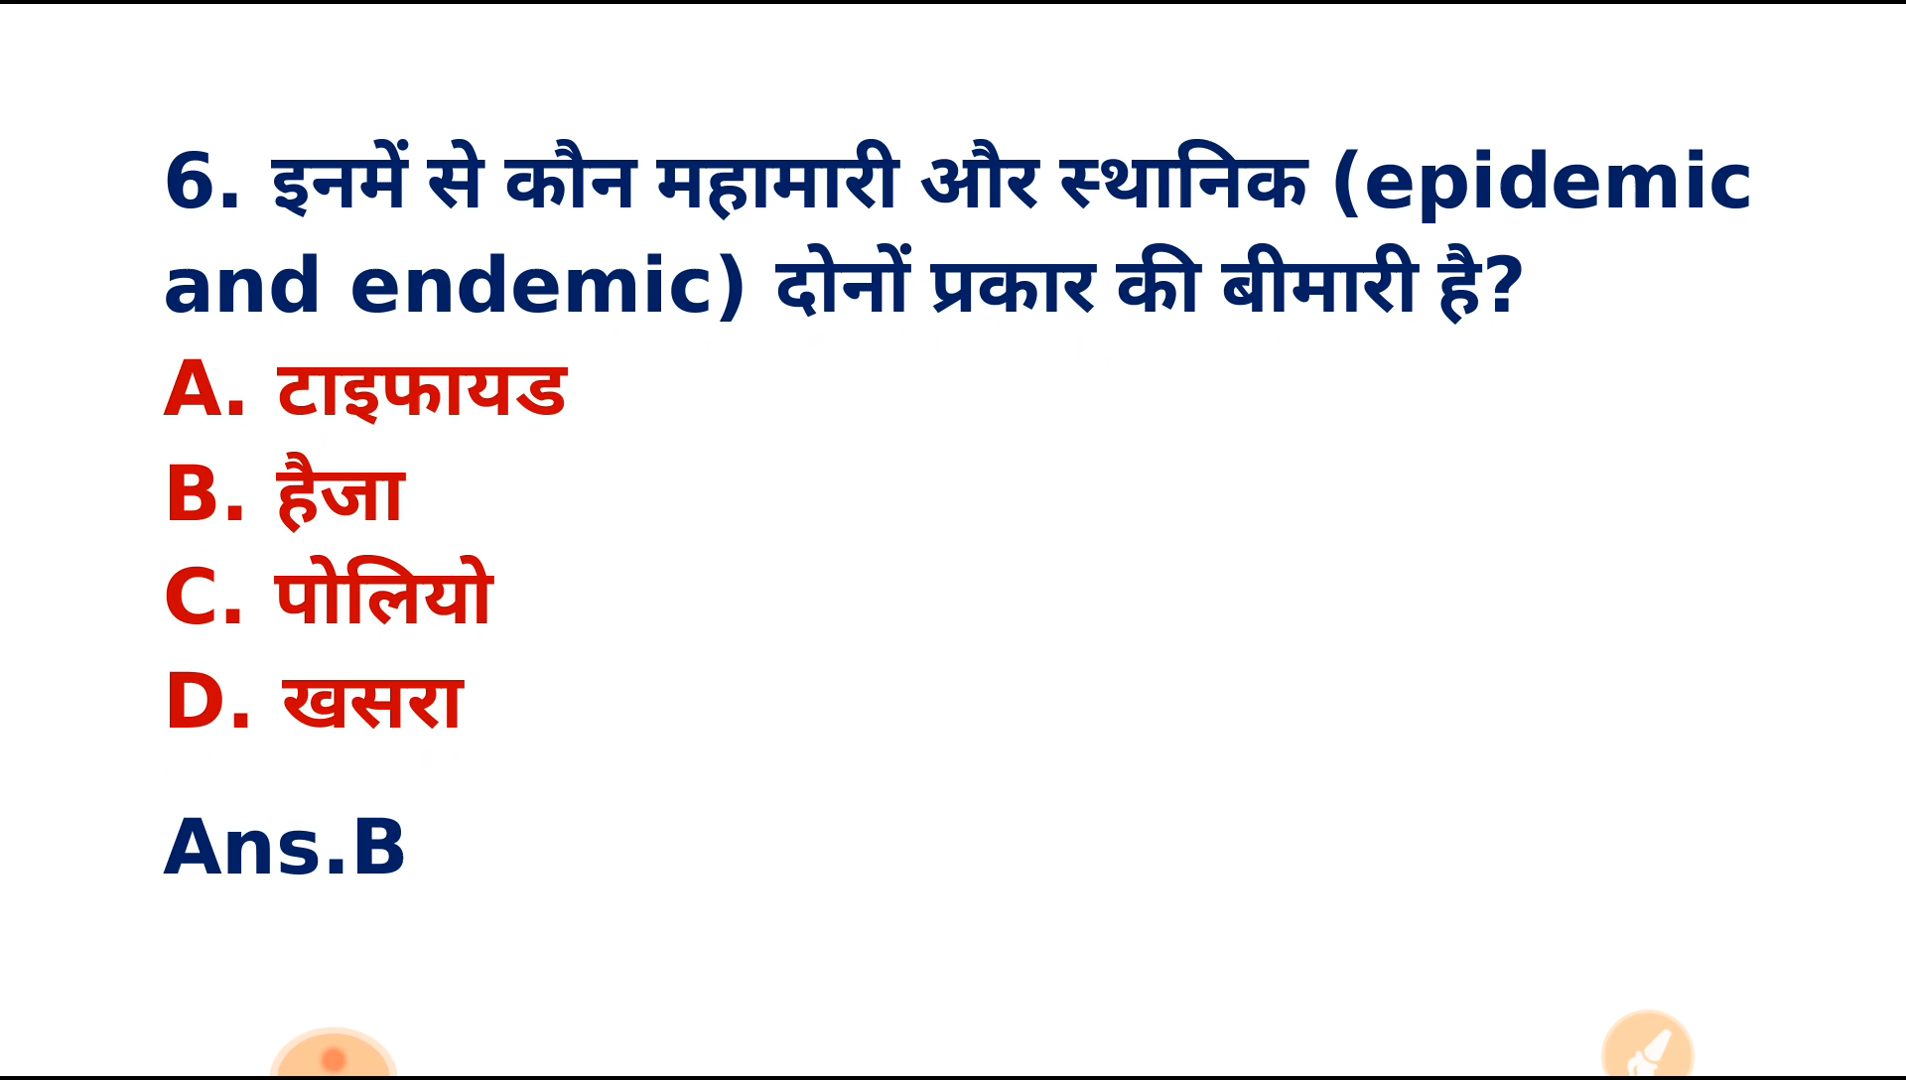 6. इनमें से कौन महामारी और स्थानिक (epidemic
and endemic) दोनों प्रकार की बीमारी है?
A. टाइफायड
B. हैजा
C. पोलियो
D. खसरा
Ans.B